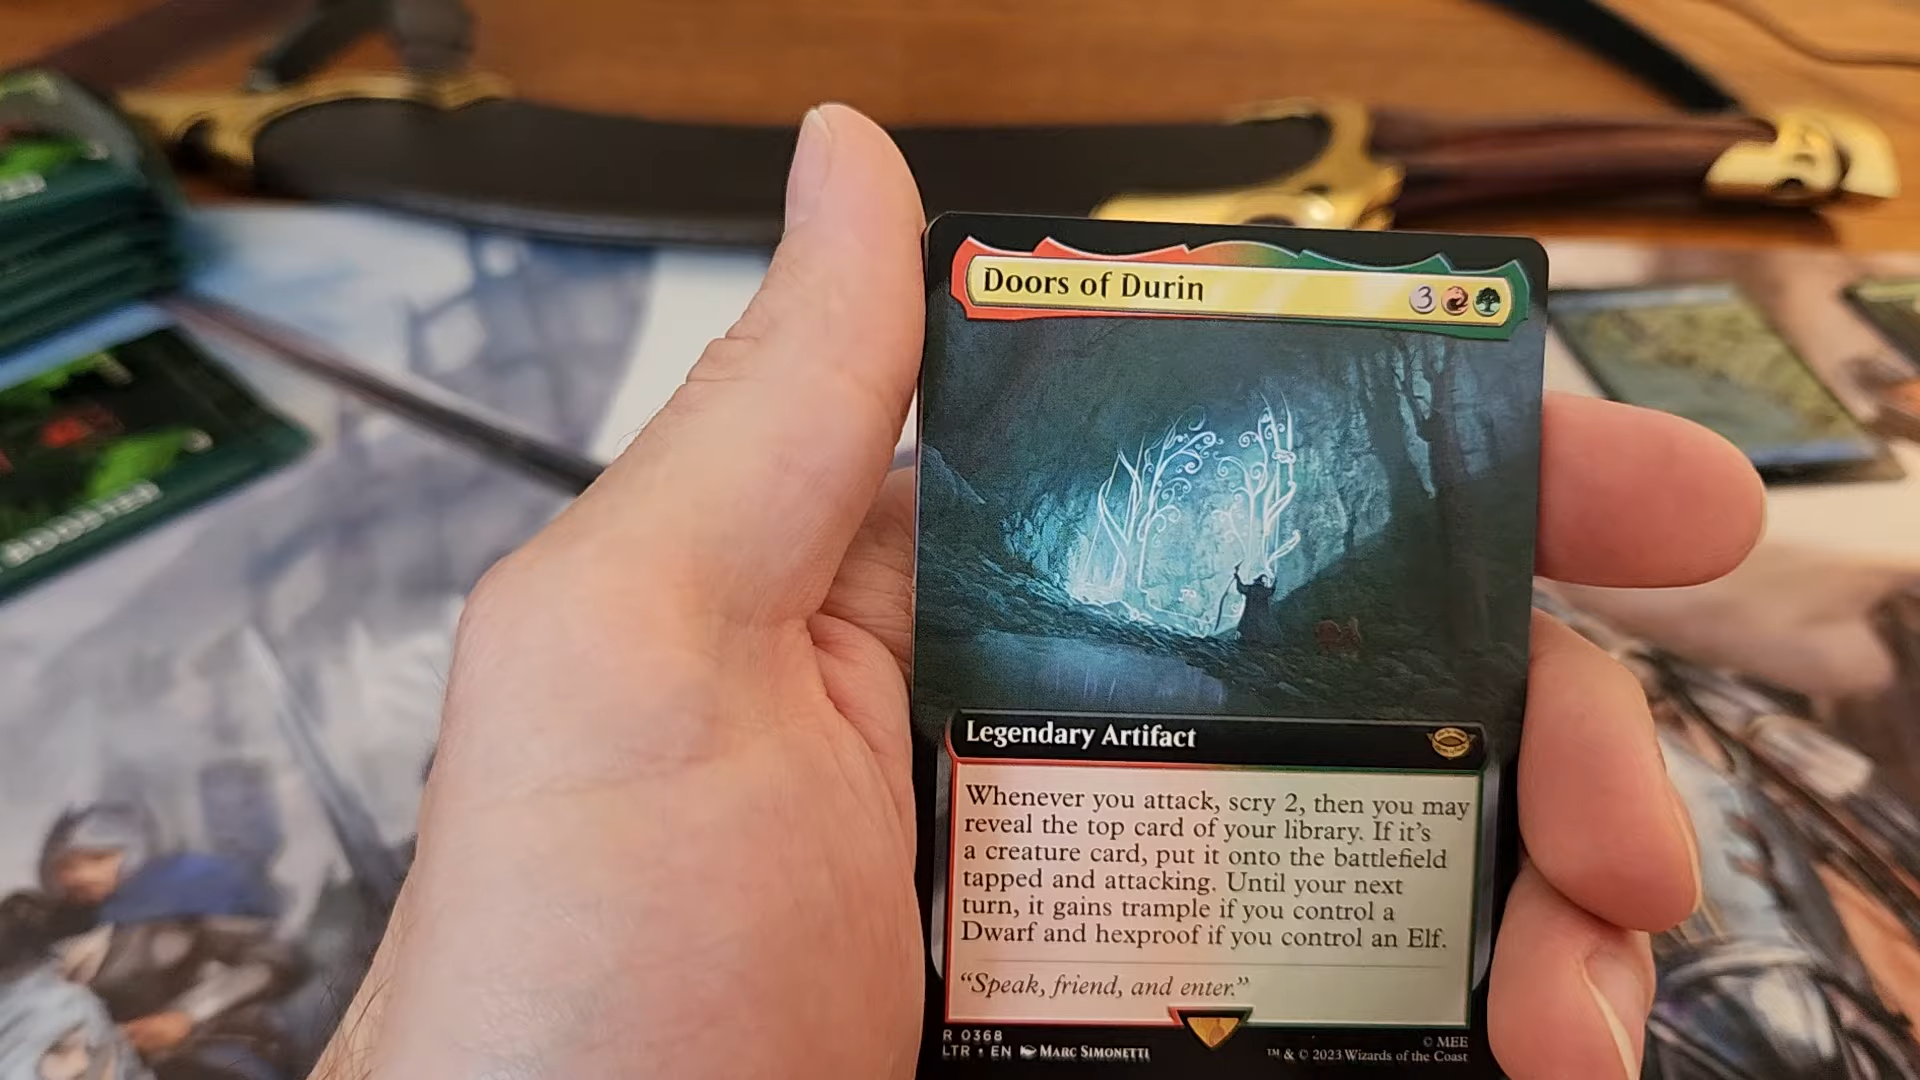 Doors of Durin
3
Legendary Artifact
Whenever you attack, scry 2, then you may
reveal the top card of your library. If it's
a creature card, put it onto the battlefield
tapped and attacking. Until your next
turn, it gains trample if you control a
Dwarf and hexproof if you control an Elf.
“Speak, friend, and enter.”
R 0368
LTR • EN Marc Simonetti
© MEE
™ & © 2023 Wizards of the Coast
BOOSTER